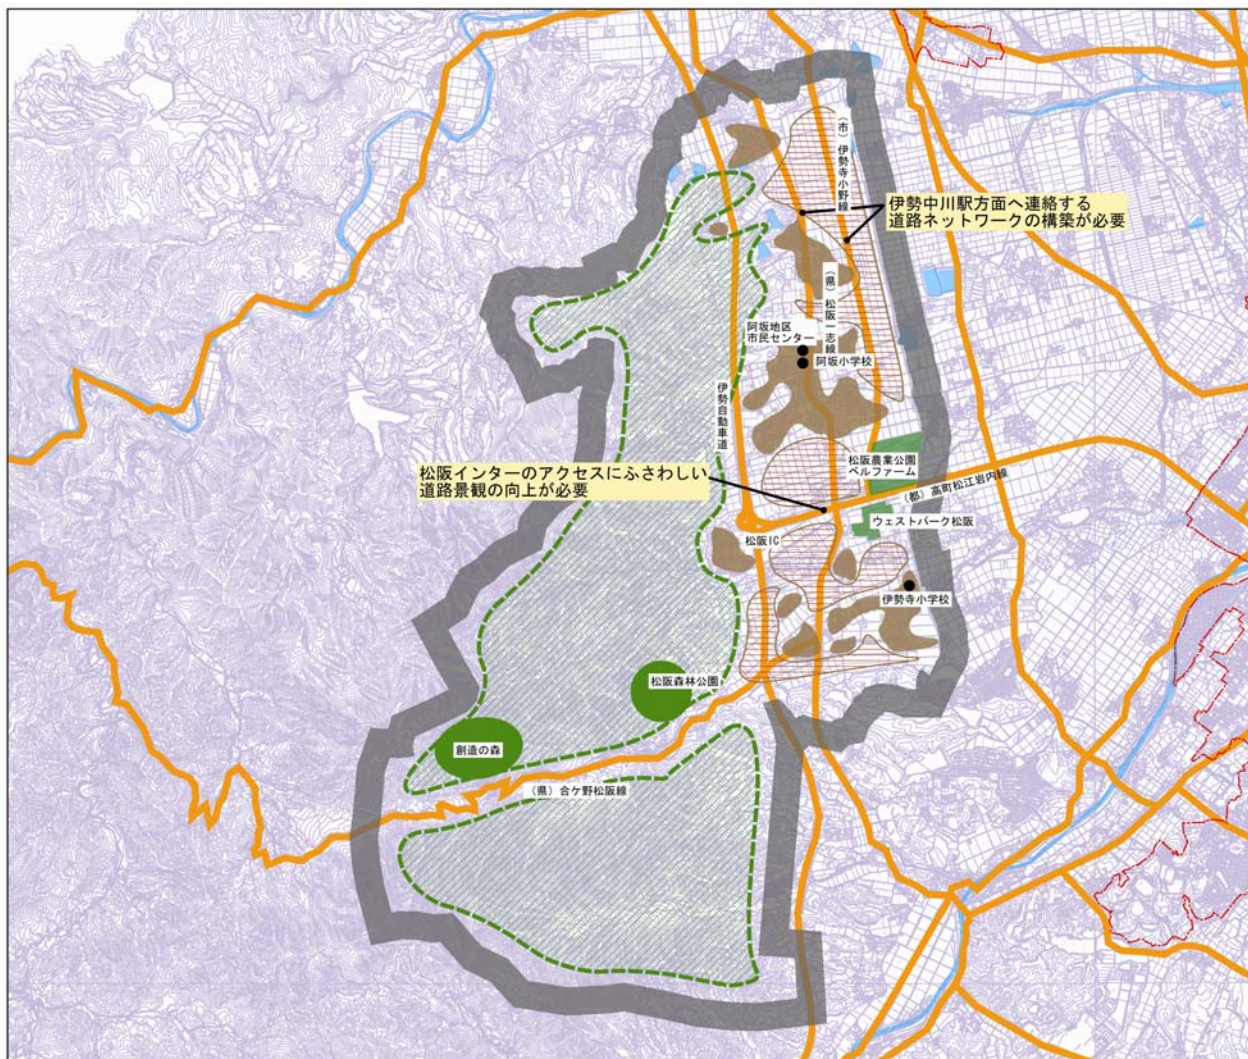 （市）伊勢寺小野線
伊勢中川駅方面へ連絡する
道路ネットワークの構築が必要
（県）松阪一志線
阿坂地区
市民センター
阿坂小学校
伊勢自動車道
松阪農業公園
ベルファーム
松阪インターのアクセスにふさわしい
道路景観の向上が必要
（都）高町松江岩内線
ウェストパーク松阪
松阪IC
伊勢寺小学校
松阪森林公園
創造の森
（県）合ケ野松阪線